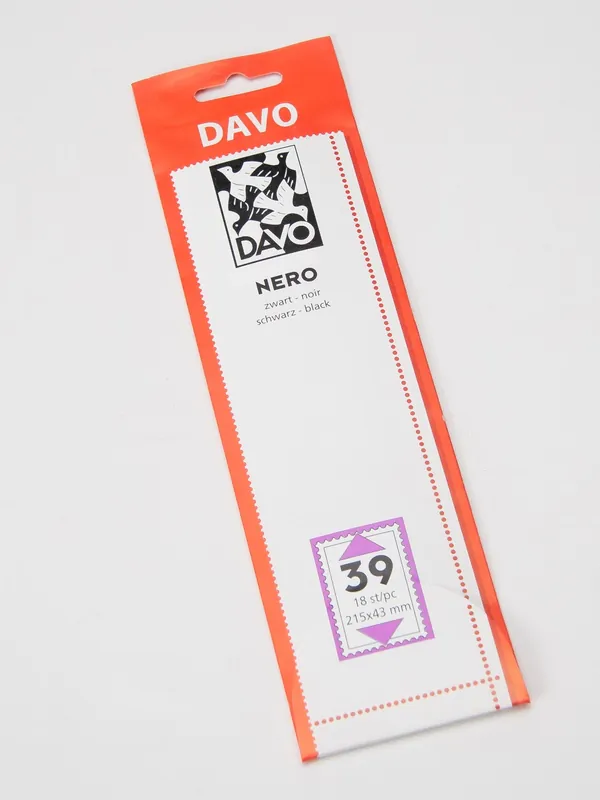 DAVO
DAVO
NERO
zwart - noir
schwarz - black
39
18 st/pc
215x43 mm